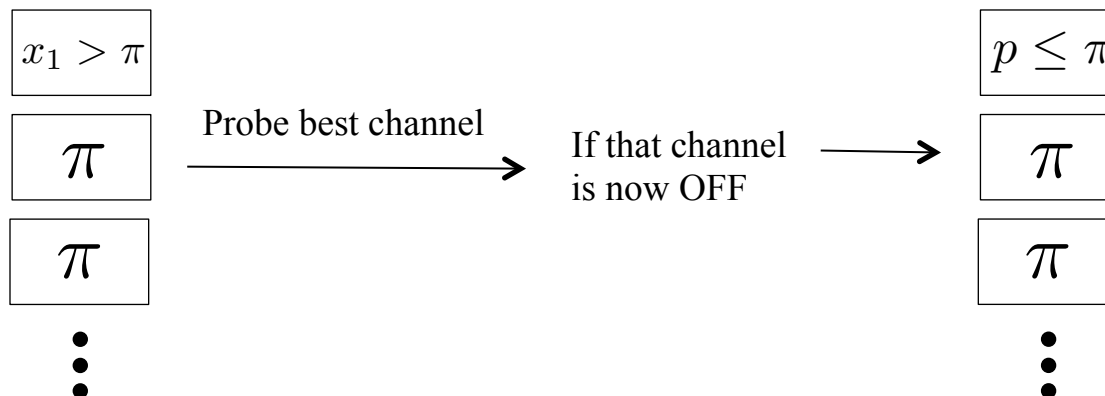 x₁ > π
π
π
Probe best channel
If that channel
is now OFF
p ≤ π
π
π